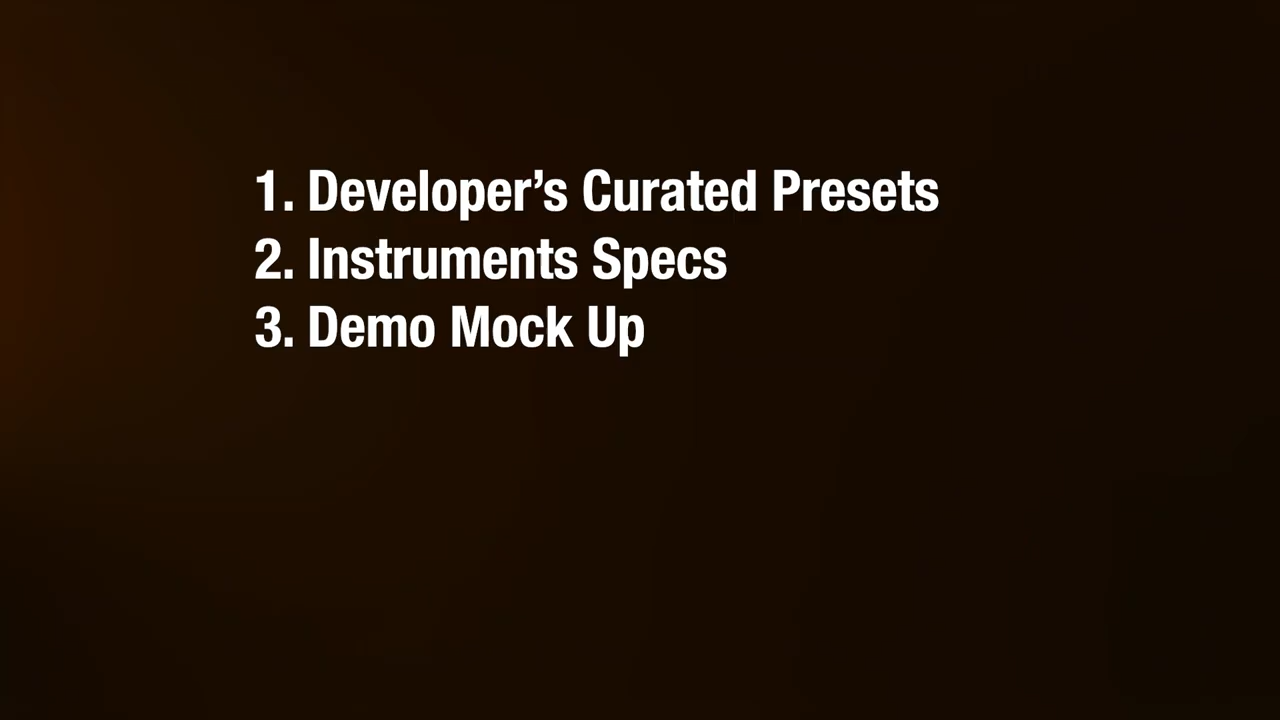 1. Developer’s Curated Presets
2. Instruments Specs
3. Demo Mock Up